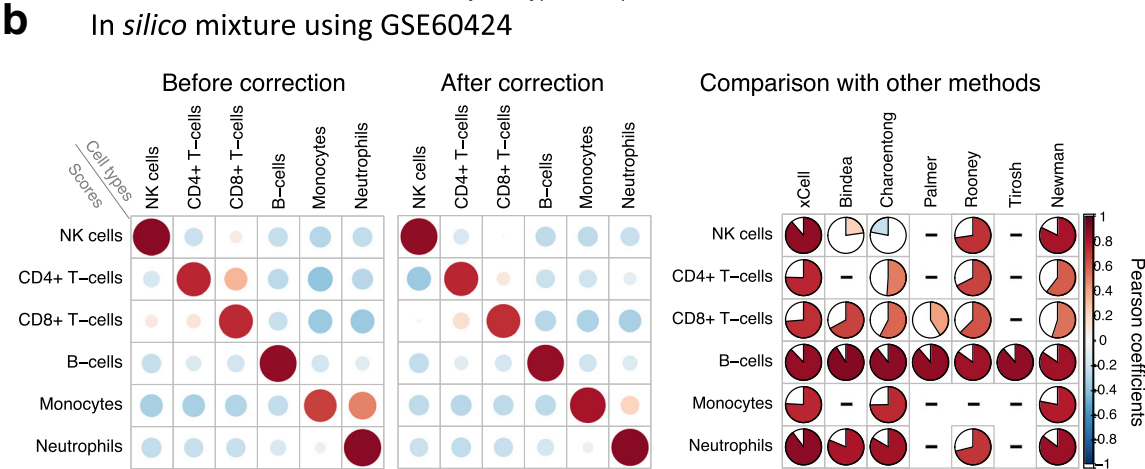 b
In silico mixture using GSE60424
Before correction
After correction
Comparison with other methods
Cell types
Scores
NK cells
CD4+ T−cells
CD8+ T−cells
B−cells
Monocytes
Neutrophils
NK cells
CD4+ T−cells
CD8+ T−cells
B−cells
Monocytes
Neutrophils
xCell
Bindea
Charoentong
Palmer
Rooney
Tirosh
Newman
NK cells
CD4+ T−cells
CD8+ T−cells
B−cells
Monocytes
Neutrophils
NK cells
− −
CD4+ T−cells
− − −
CD8+ T−cells
−
B−cells
Monocytes
− − − −
Neutrophils
− −
1
0.8
0.6
0.4
0.2
0
-0.2
-0.4
-0.6
-0.8
−1
Pearson coefficients